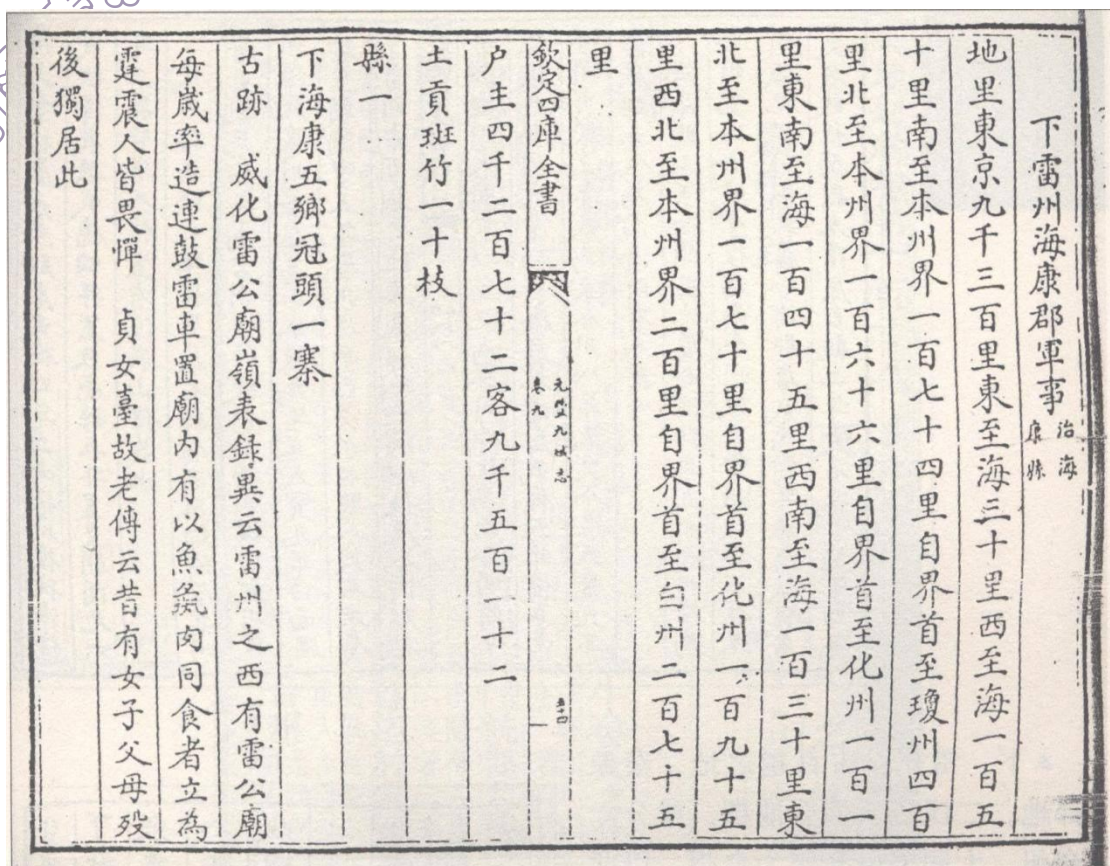 下雷州海康郡軍事治海康縣
地里東京九千三百里東至海三十里西至海一百五
十里南至本州界一百七十四里自界首至瓊州四百
里北至本州界一百六十六里自界首至化州一百一
里東南至海一百四十五里西南至海一百三十里東
北至本州界一百七十里自界首至化州一百九十五
里西北至本州界二百里自界首至白州二百七十五
里
欽定四庫全書 元豐九域志 卷九
户主四千二百七十二客九千五百一十二
土貢斑竹一十枝
縣一
下海康五鄉冠頭一寨
古跡 威化雷公廟嶺表録異云雷州之西有雷公廟
每嵗率造連鼓雷車置廟内有以魚彘肉同食者立為
霆震人皆畏憚 貞女臺故老傳云昔有女子父母殁
後獨居此